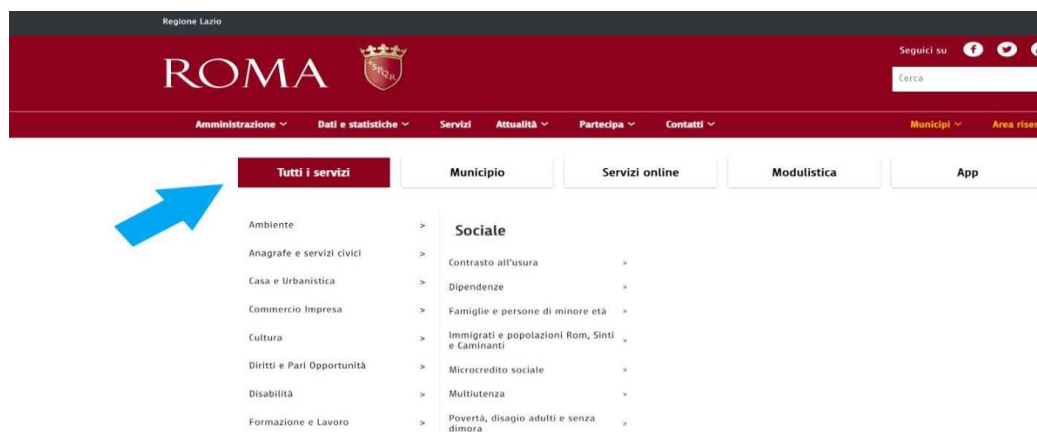 Regione Lazio
Seguici su
ROMA
SPQR
Cerca
Amministrazione Dati e statistiche Servizi Attualità Partecipa Contatti Municipi Area
Tutti i servizi Municipio Servizi online Modulistica App
Ambiente >
Anagrafe e servizi civici >
Casa e Urbanistica >
Commercio Impresa >
Cultura >
Diritti e Pari Opportunità >
Disabilità >
Formazione e Lavoro >
Sociale
Contrasto all'usura >
Dipendenze >
Famiglie e persone di minore età >
Immigrati e popolazioni Rom, Sinti
e Caminanti >
Microcredito sociale >
Multiutenza >
Povertà, disagio adulti e senza
dimora >